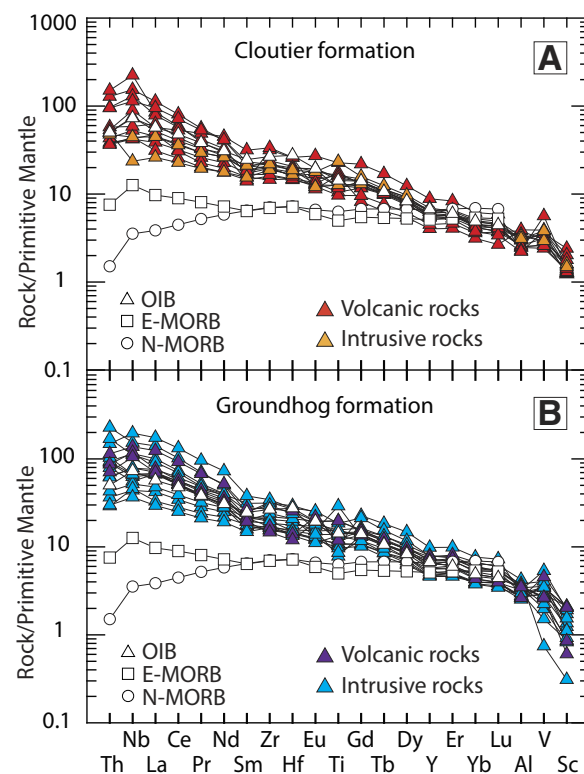 1000
Cloutier formation
A
100
10
1
0.1
Rock/Primitive Mantle
OIB
E-MORB
N-MORB
Volcanic rocks
Intrusive rocks
Groundhog formation
B
100
10
1
0.1
Rock/Primitive Mantle
OIB
E-MORB
N-MORB
Volcanic rocks
Intrusive rocks
Nb Ce Nd Zr Eu Gd Dy Er Lu V
Th La Pr Sm Hf Ti Tb Y Yb Al Sc